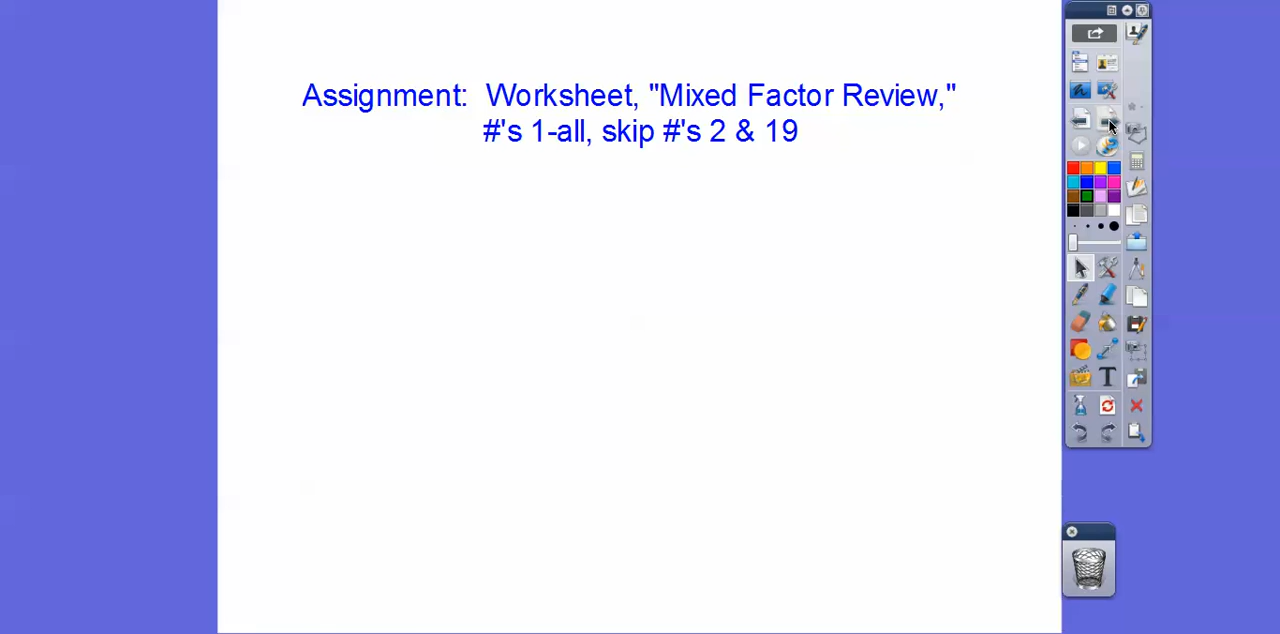 Assignment:  Worksheet, "Mixed Factor Review,"
#'s 1-all, skip #'s 2 & 19